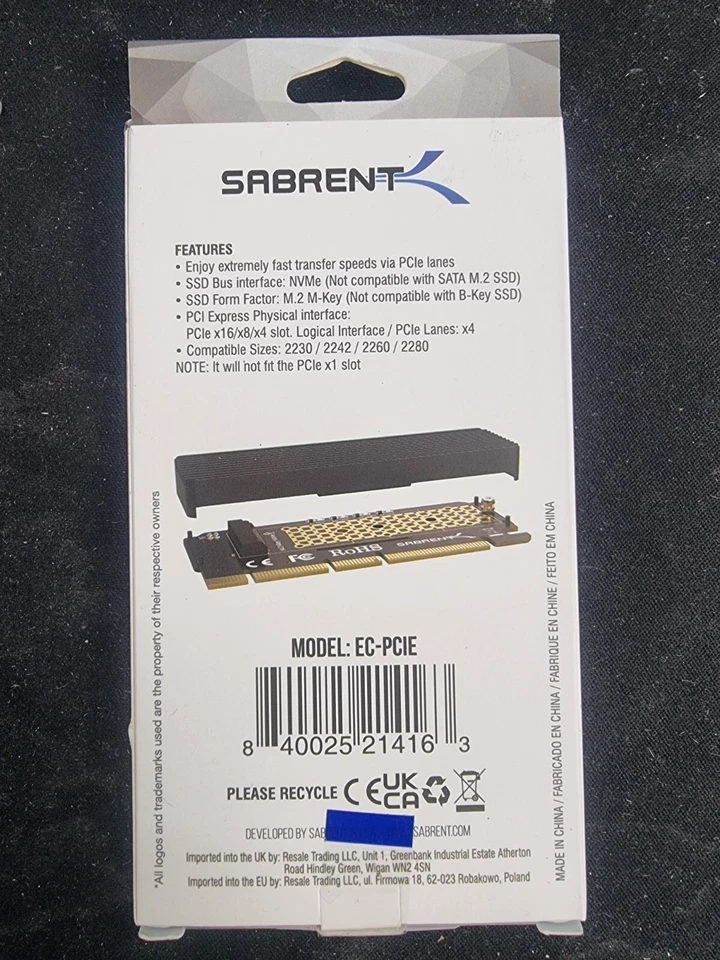 SABRENT
FEATURES
• Enjoy extremely fast transfer speeds via PCIe lanes
• SSD Bus interface: NVMe (Not compatible with SATA M.2 SSD)
• SSD Form Factor: M.2 M-Key (Not compatible with B-Key SSD)
• PCI Express Physical interface:
PCIe x16/x8/x4 slot. Logical Interface / PCIe Lanes: x4
• Compatible Sizes: 2230 / 2242 / 2260 / 2280
NOTE: It will not fit the PCIe x1 slot
CE FC RoHS SABRENT
MODEL: EC-PCIE
8 40025 21416 3
PLEASE RECYCLE CE UK CA
DEVELOPED BY SAB SABRENT.COM
Imported into the UK by: Resale Trading LLC, Unit 1, Greenbank Industrial Estate Atherton
Road Hindley Green, Wigan WN2 4SN
Imported into the EU by: Resale Trading LLC, ul. Firmowa 18, 62-023 Robakowo, Poland
*All logos and trademarks used are the property of their respective owners
MADE IN CHINA / FABRICADO EN CHINA / FABRIQUE EN CHINE / FEITO EM CHINA